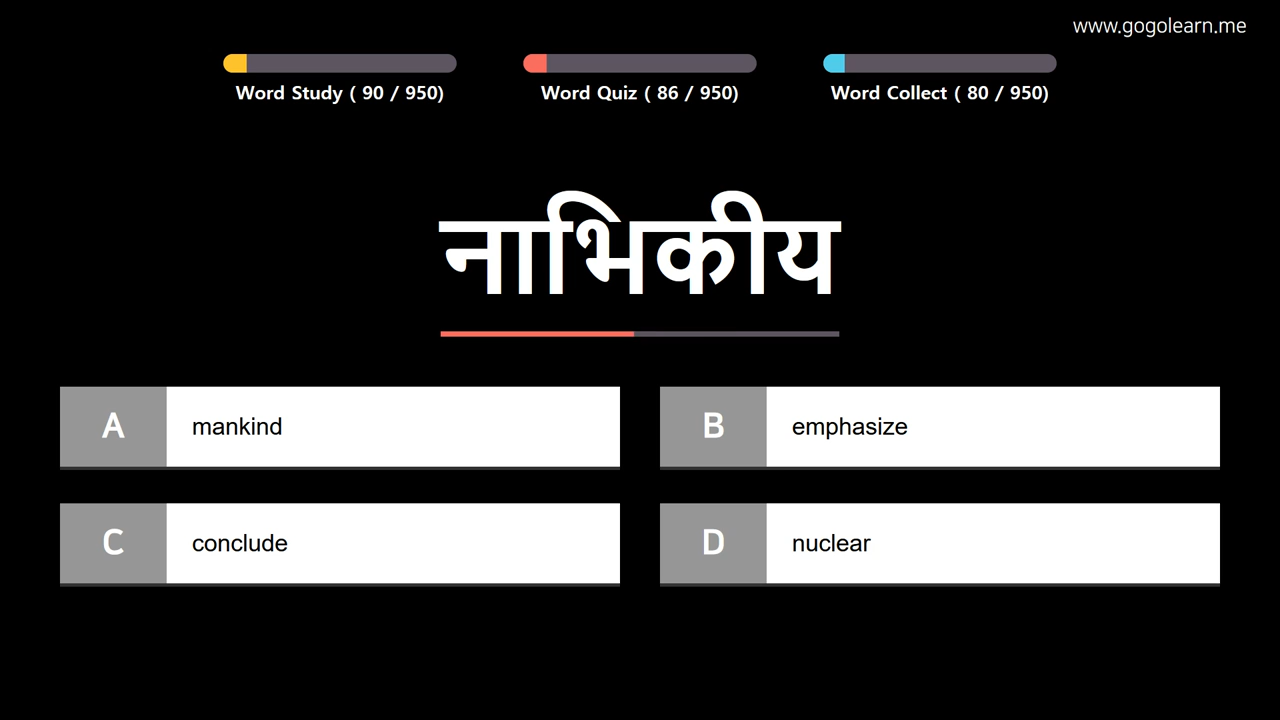 www.gogolearn.me
Word Study ( 90 / 950)
Word Quiz ( 86 / 950)
Word Collect ( 80 / 950)
नाभिकीय
A mankind
B emphasize
C conclude
D nuclear